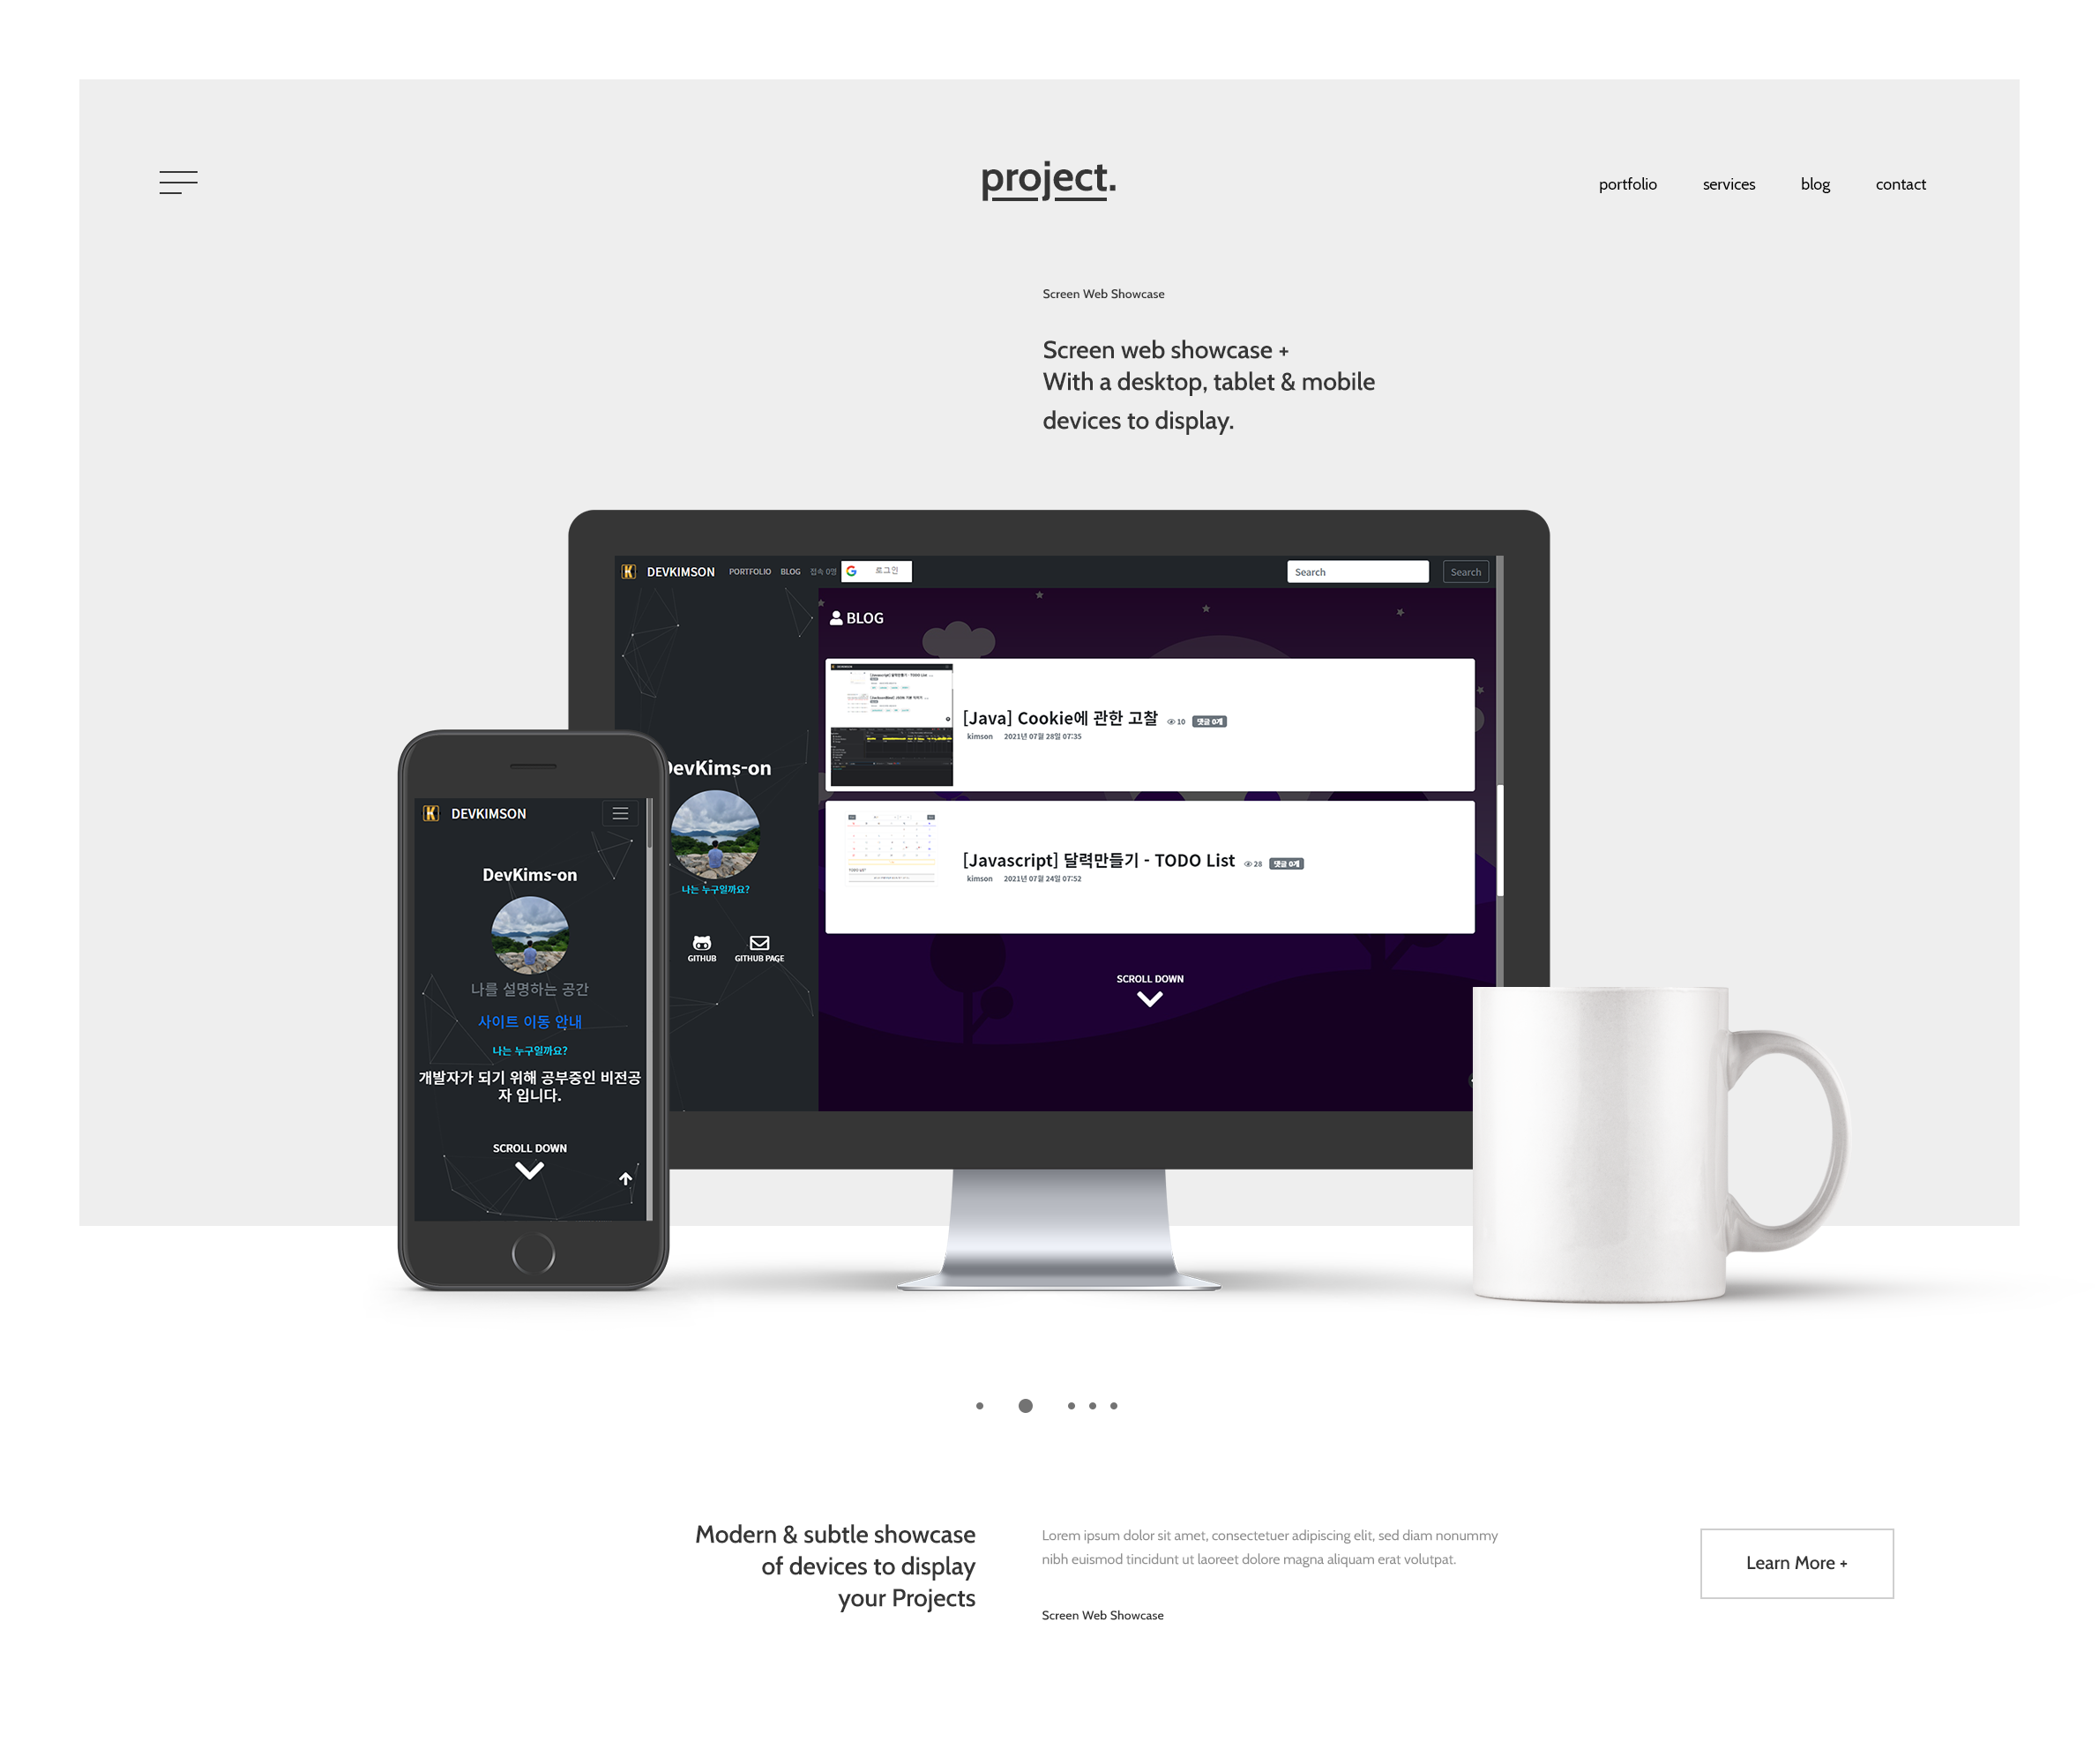 project.
portfolio services blog contact
Screen Web Showcase
Screen web showcase +
With a desktop, tablet & mobile
devices to display.
K DEVKIMSON PORTFOLIO BLOG 접속 0명 로그인 Search Search
BLOG
[Java] Cookie에 관한 고찰 10 댓글 0개
kimson 2021년 07월 28일 07:35
[Javascript] 달력만들기 - TODO List 28 댓글 0개
kimson 2021년 07월 24일 07:52
SCROLL DOWN
DevKims-on
나는 누구일까요?
GITHUB GITHUB PAGE
K DEVKIMSON
DevKims-on
나를 설명하는 공간
사이트 이동 안내
나는 누구일까요?
개발자가 되기 위해 공부중인 비전공
자 입니다.
SCROLL DOWN
Modern & subtle showcase
of devices to display
your Projects
Lorem ipsum dolor sit amet, consectetuer adipiscing elit, sed diam nonummy
nibh euismod tincidunt ut laoreet dolore magna aliquam erat volutpat.
Screen Web Showcase
Learn More +